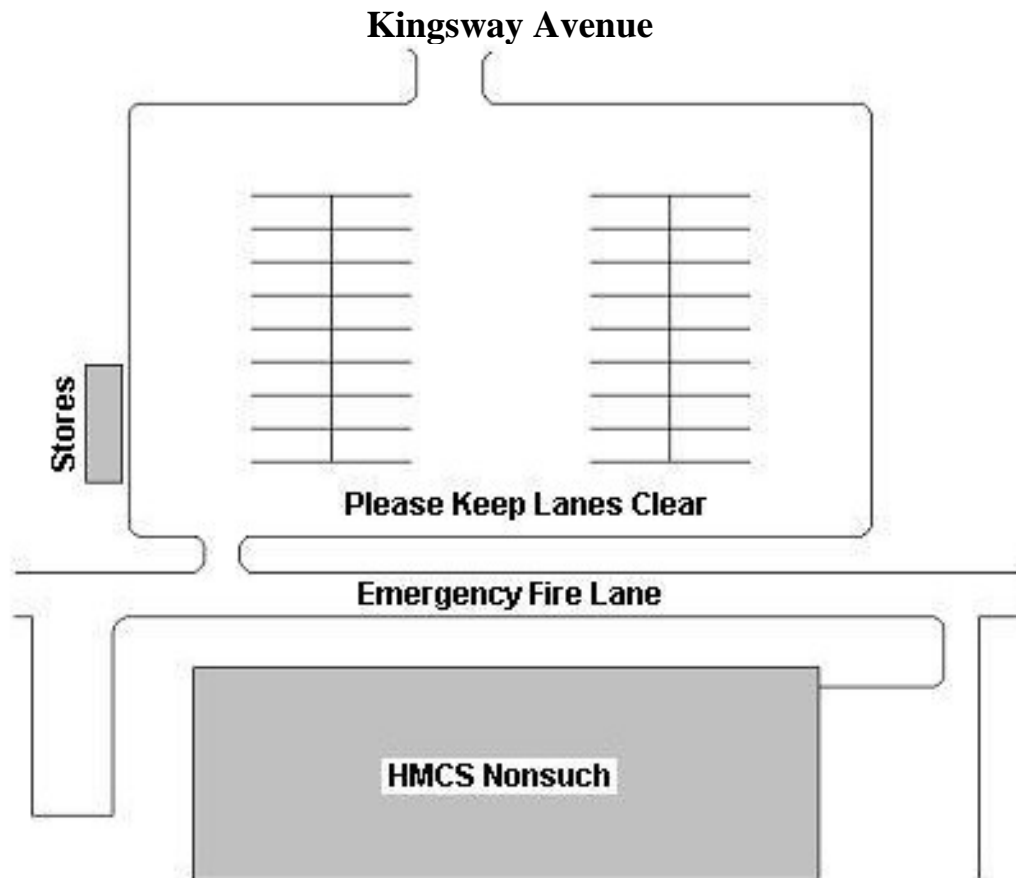 Kingsway Avenue
Stores
Please Keep Lanes Clear
Emergency Fire Lane
HMCS Nonsuch